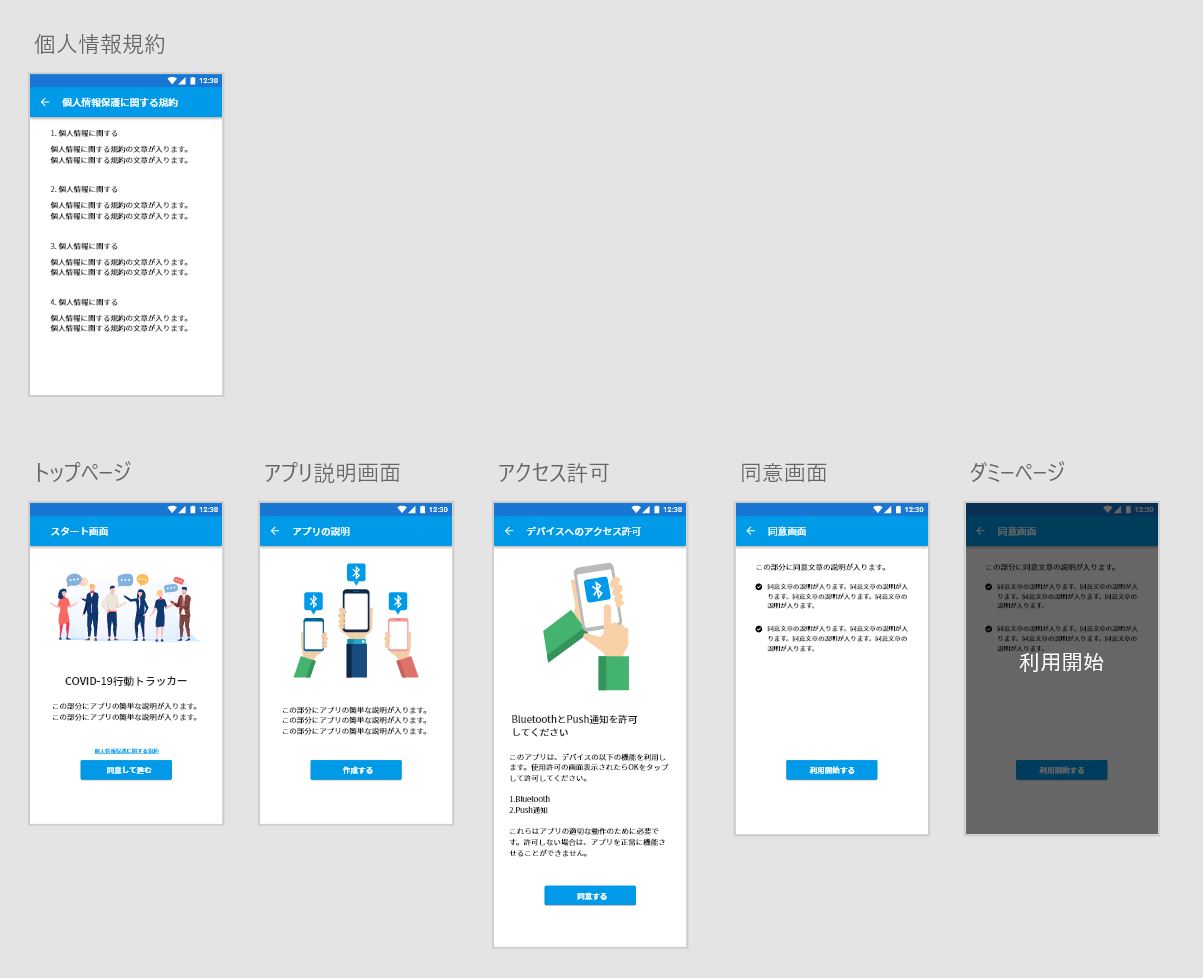 個人情報規約
12:30
個人情報保護に関する規約
1. 個人情報に関する
個人情報に関する規約の文章が入ります。
個人情報に関する規約の文章が入ります。
2. 個人情報に関する
個人情報に関する規約の文章が入ります。
個人情報に関する規約の文章が入ります。
3. 個人情報に関する
個人情報に関する規約の文章が入ります。
個人情報に関する規約の文章が入ります。
4. 個人情報に関する
個人情報に関する規約の文章が入ります。
個人情報に関する規約の文章が入ります。
トップページ
12:30
スタート画面
COVID-19行動トラッカー
この部分にアプリの簡単な説明が入ります。
この部分にアプリの簡単な説明が入ります。
個人情報保護に関する規約
同意して進む
アプリ説明画面
12:30
アプリの説明
この部分にアプリの簡単な説明が入ります。
この部分にアプリの簡単な説明が入ります。
この部分にアプリの簡単な説明が入ります。
作成する
アクセス許可
12:30
デバイスへのアクセス許可
BluetoothとPush通知を許可
してください
このアプリは、デバイスの以下の機能を利用し
ます。使用許可の画面表示されたらOKをタップ
して許可してください。
1.Bluetooth
2.Push通知
これらはアプリの適切な動作のために必要で
す。許可しない場合は、アプリを正常に機能さ
せることができません。
同意する
同意画面
12:30
同意画面
この部分に同意文章の説明が入ります。
同意文章の説明が入ります。同意文章の説明が入
ります。同意文章の説明が入ります。同意文章の
説明が入ります。
同意文章の説明が入ります。同意文章の説明が入
ります。同意文章の説明が入ります。同意文章の
説明が入ります。
利用開始する
ダミーページ
12:30
同意画面
この部分に同意文章の説明が入ります。
同意文章の説明が入ります。同意文章の説明が入
ります。同意文章の説明が入ります。同意文章の
説明が入ります。
同意文章の説明が入ります。同意文章の説明が入
ります。同意文章の説明が入ります。同意文章の
説明が入ります。
利用開始
利用開始する